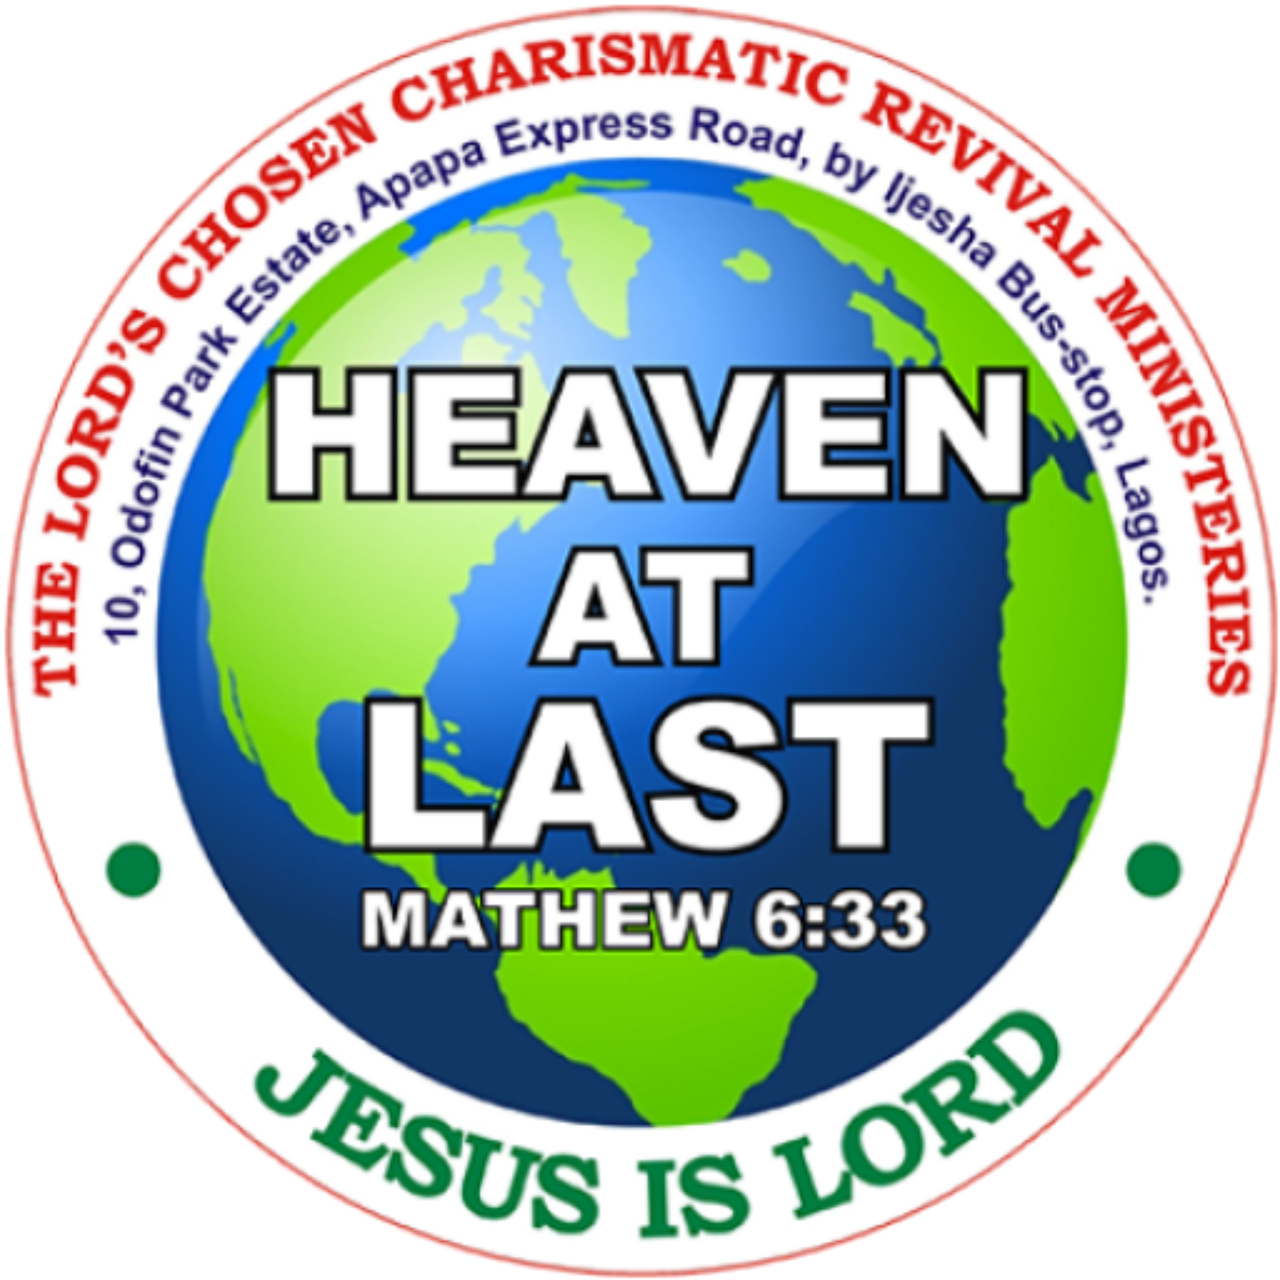 THE LORD'S CHOSEN CHARISMATIC REVIVAL MINISTERIES
10, Odofin Park Estate, Apapa Express Road, by Ijesha Bus-stop, Lagos.
HEAVEN
AT
LAST
MATHEW 6:33
JESUS IS LORD